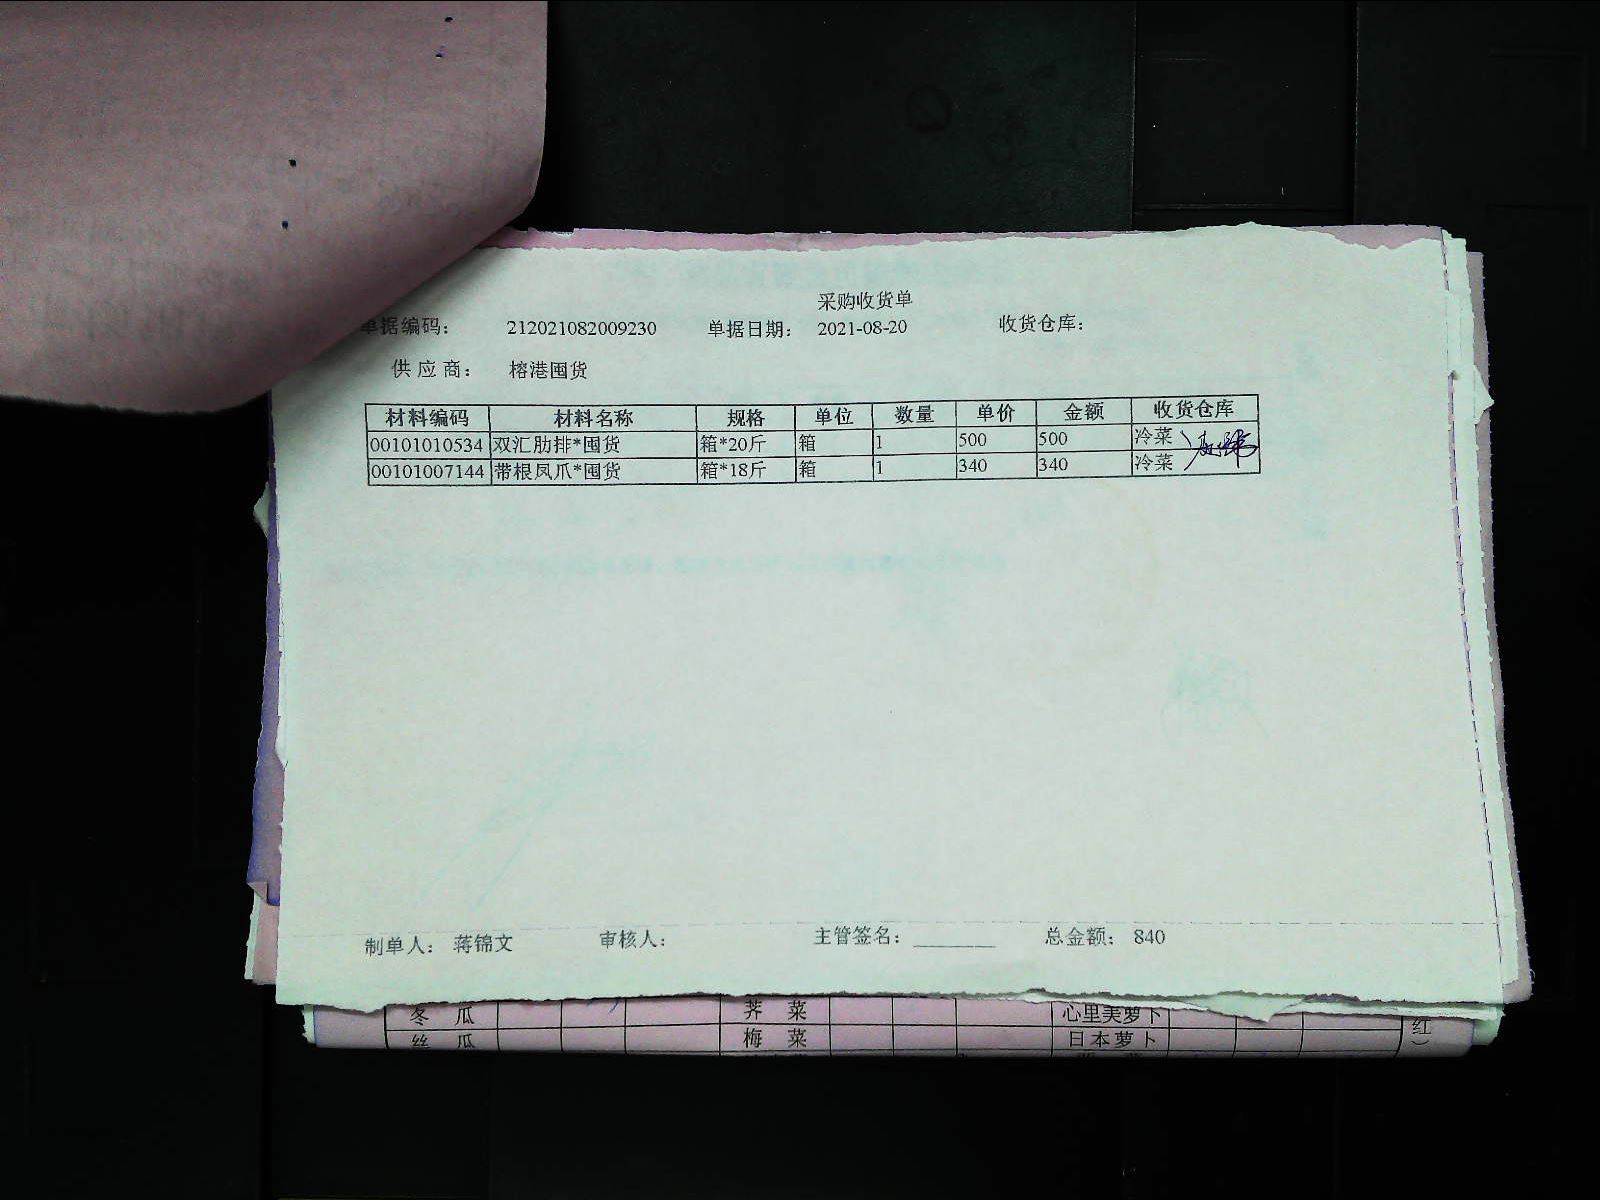 采购收货单
单据编码： 212021082009230 单据日期： 2021-08-20 收货仓库：
供应商： 榕港囤货
材料编码 材料名称 规格 单位 数量 单价 金额 收货仓库
00101010534 双汇肋排*囤货 箱*20斤 箱 1 500 500 冷菜
00101007144 带根凤爪*囤货 箱*18斤 箱 1 340 340 冷菜
制单人： 蒋锦文 审核人： 主管签名：________ 总金额： 840
冬瓜 荠菜 心里美萝卜
丝瓜 梅菜 日本萝卜
红）